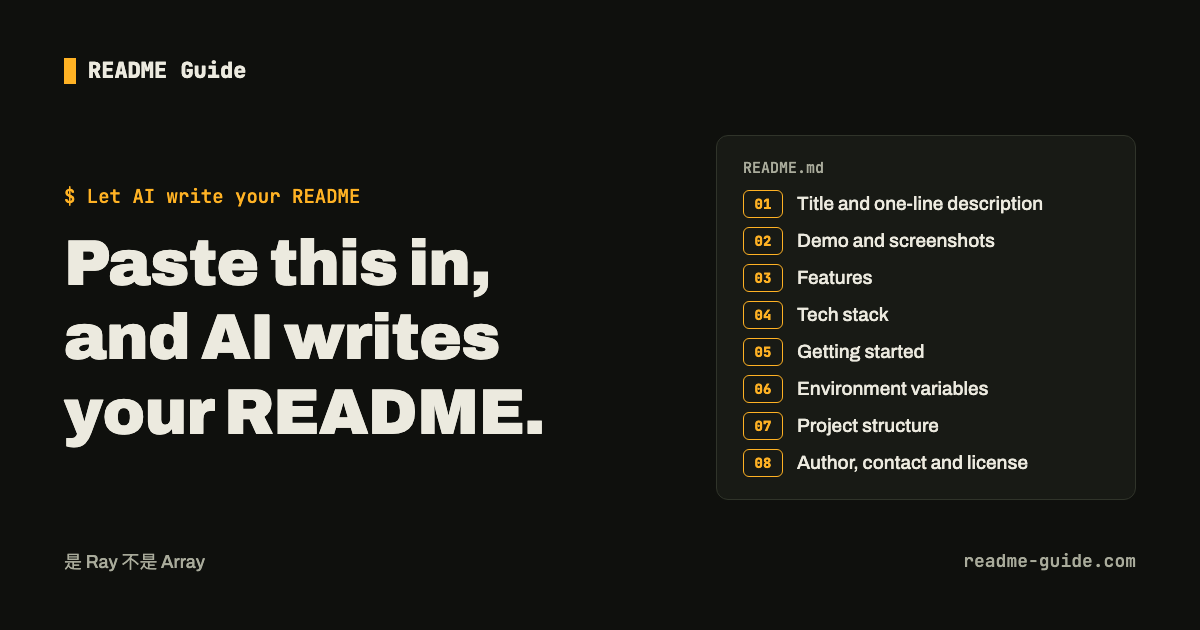 README Guide
$ Let AI write your README
Paste this in,
and AI writes
your README.
README.md
01 Title and one-line description
02 Demo and screenshots
03 Features
04 Tech stack
05 Getting started
06 Environment variables
07 Project structure
08 Author, contact and license
是 Ray 不是 Array
readme-guide.com